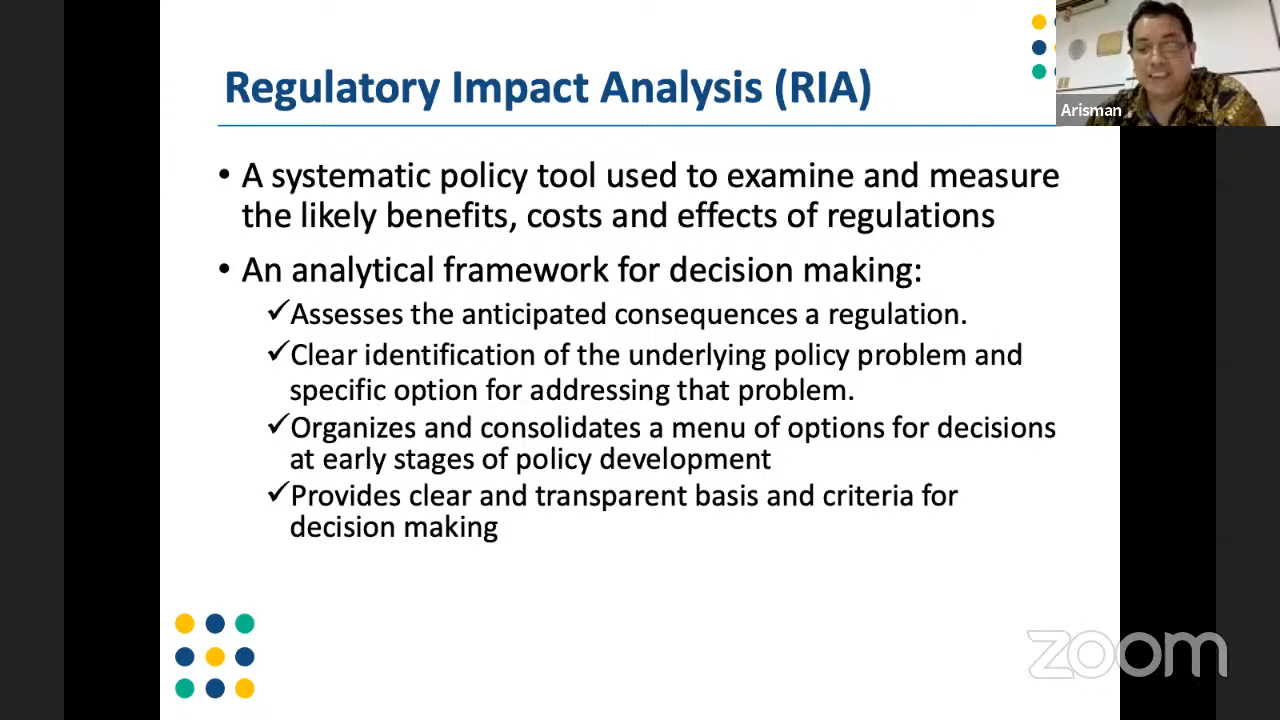 Regulatory Impact Analysis (RIA)
Arisman
• A systematic policy tool used to examine and measure
the likely benefits, costs and effects of regulations
• An analytical framework for decision making:
✓Assesses the anticipated consequences a regulation.
✓Clear identification of the underlying policy problem and
specific option for addressing that problem.
✓Organizes and consolidates a menu of options for decisions
at early stages of policy development
✓Provides clear and transparent basis and criteria for
decision making
zoom